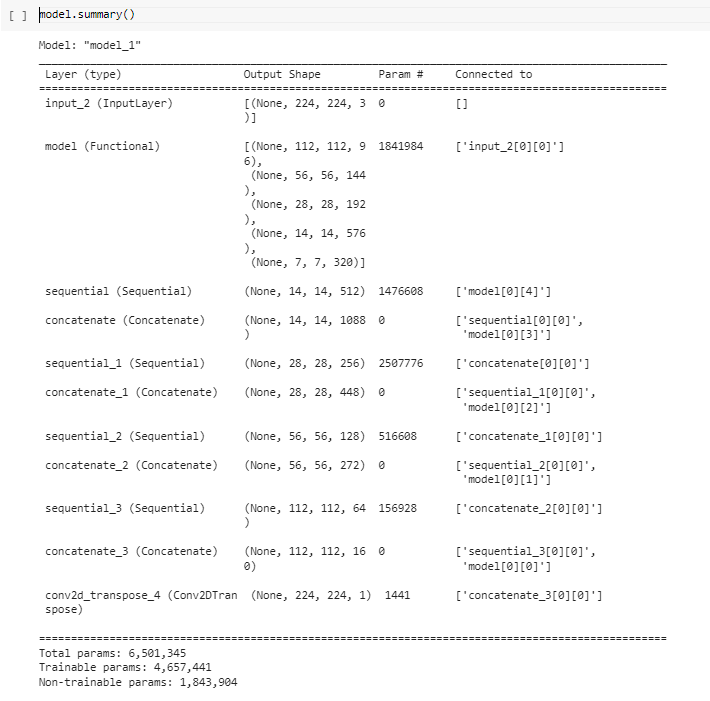 [ ] model.summary()
Model: "model_1"
Layer (type) Output Shape Param # Connected to
input_2 (InputLayer) [(None, 224, 224, 3 0 []
)]
model (Functional) [(None, 112, 112, 9 1841984 ['input_2[0][0]']
6),
(None, 56, 56, 144
),
(None, 28, 28, 192
),
(None, 14, 14, 576
),
(None, 7, 7, 320)]
sequential (Sequential) (None, 14, 14, 512) 1476608 ['model[0][4]']
concatenate (Concatenate) (None, 14, 14, 1088 0 ['sequential[0][0]',
) 'model[0][3]']
sequential_1 (Sequential) (None, 28, 28, 256) 2507776 ['concatenate[0][0]']
concatenate_1 (Concatenate) (None, 28, 28, 448) 0 ['sequential_1[0][0]',
'model[0][2]']
sequential_2 (Sequential) (None, 56, 56, 128) 516608 ['concatenate_1[0][0]']
concatenate_2 (Concatenate) (None, 56, 56, 272) 0 ['sequential_2[0][0]',
'model[0][1]']
sequential_3 (Sequential) (None, 112, 112, 64 156928 ['concatenate_2[0][0]']
)
concatenate_3 (Concatenate) (None, 112, 112, 16 0 ['sequential_3[0][0]',
0) 'model[0][0]']
conv2d_transpose_4 (Conv2DTran (None, 224, 224, 1) 1441 ['concatenate_3[0][0]']
spose)
Total params: 6,501,345
Trainable params: 4,657,441
Non-trainable params: 1,843,904